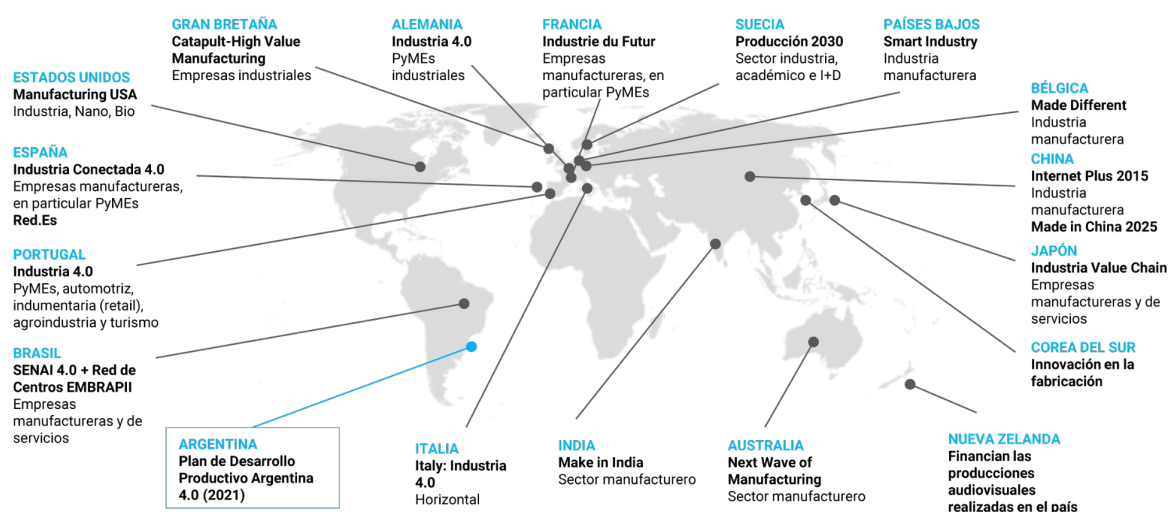 GRAN BRETAÑA
Catapult-High Value
Manufacturing
Empresas industriales
ALEMANIA
Industria 4.0
PyMEs
industriales
FRANCIA
Industrie du Futur
Empresas
manufactureras, en
particular PyMEs
SUECIA
Producción 2030
Sector industria,
académico e I+D
PAÍSES BAJOS
Smart Industry
Industria
manufacturera
ESTADOS UNIDOS
Manufacturing USA
Industria, Nano, Bio
BÉLGICA
Made Different
Industria
manufacturera
ESPAÑA
Industria Conectada 4.0
Empresas manufactureras,
en particular PyMEs
Red.Es
CHINA
Internet Plus 2015
Industria
manufacturera
Made in China 2025
PORTUGAL
Industria 4.0
PyMEs, automotriz,
indumentaria (retail),
agroindustria y turismo
JAPÓN
Industria Value Chain
Empresas
manufactureras y de
servicios
BRASIL
SENAI 4.0 + Red de
Centros EMBRAPII
Empresas
manufactureras y de
servicios
COREA DEL SUR
Innovación en la
fabricación
ARGENTINA
Plan de Desarrollo
Productivo Argentina
4.0 (2021)
ITALIA
Italy: Industria
4.0
Horizontal
INDIA
Make in India
Sector manufacturero
AUSTRALIA
Next Wave of
Manufacturing
Sector manufacturero
NUEVA ZELANDA
Financian las
producciones
audiovisuales
realizadas en el país